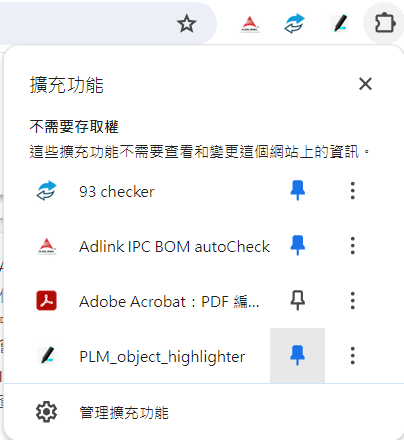 擴充功能
不需要存取權
這些擴充功能不需要查看和變更這個網站上的資訊。
93 checker
Adlink IPC BOM autoCheck
Adobe Acrobat：PDF 編...
PLM_object_highlighter
管理擴充功能